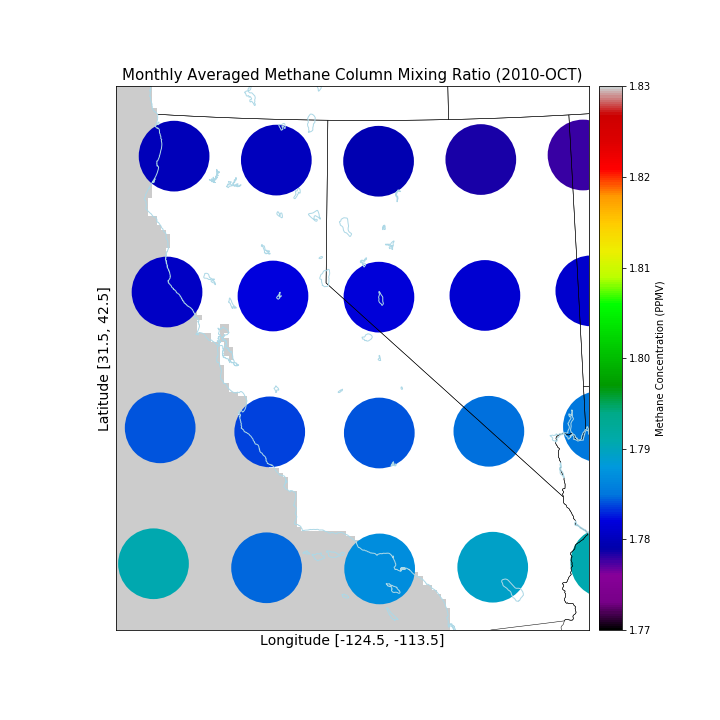 Monthly Averaged Methane Column Mixing Ratio (2010-OCT)
Latitude [31.5, 42.5]
Longitude [-124.5, -113.5]
1.83
1.82
1.81
1.80
1.79
1.78
1.77
Methane Concentration (PPMV)